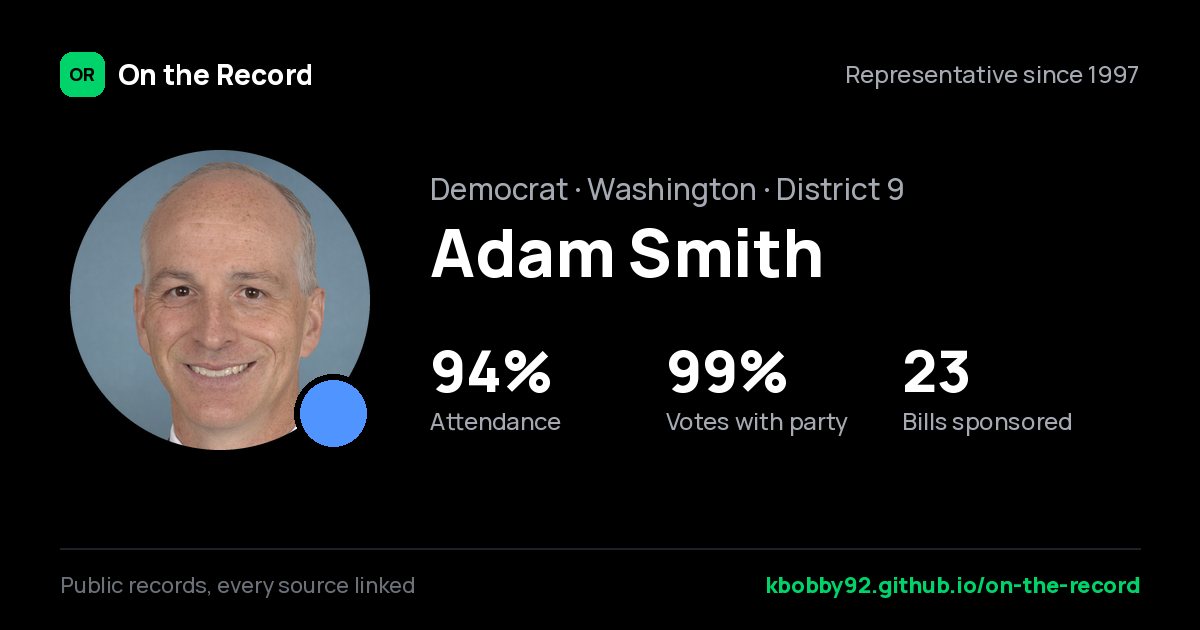 OR On the Record
Representative since 1997
Democrat · Washington · District 9
Adam Smith
94% 99% 23
Attendance Votes with party Bills sponsored
Public records, every source linked
kbobby92.github.io/on-the-record